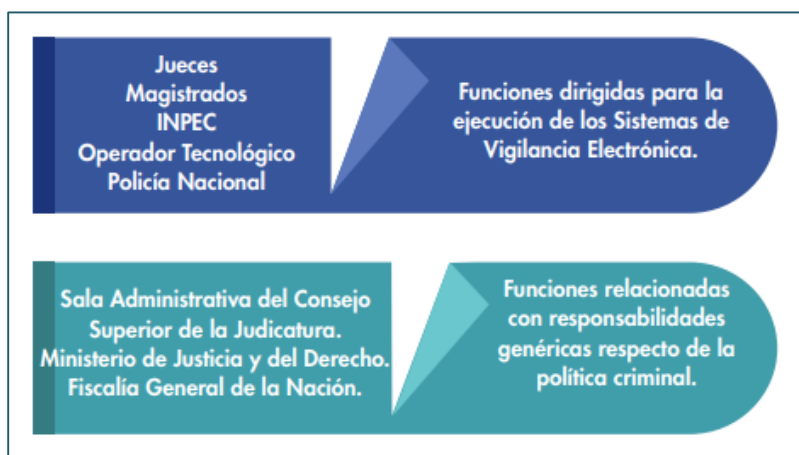 Jueces
Magistrados
INPEC
Operador Tecnológico
Policía Nacional
Funciones dirigidas para la
ejecución de los Sistemas de
Vigilancia Electrónica.
Sala Administrativa del Consejo
Superior de la Judicatura.
Ministerio de Justicia y del Derecho.
Fiscalía General de la Nación.
Funciones relacionadas
con responsabilidades
genéricas respecto de la
política criminal.